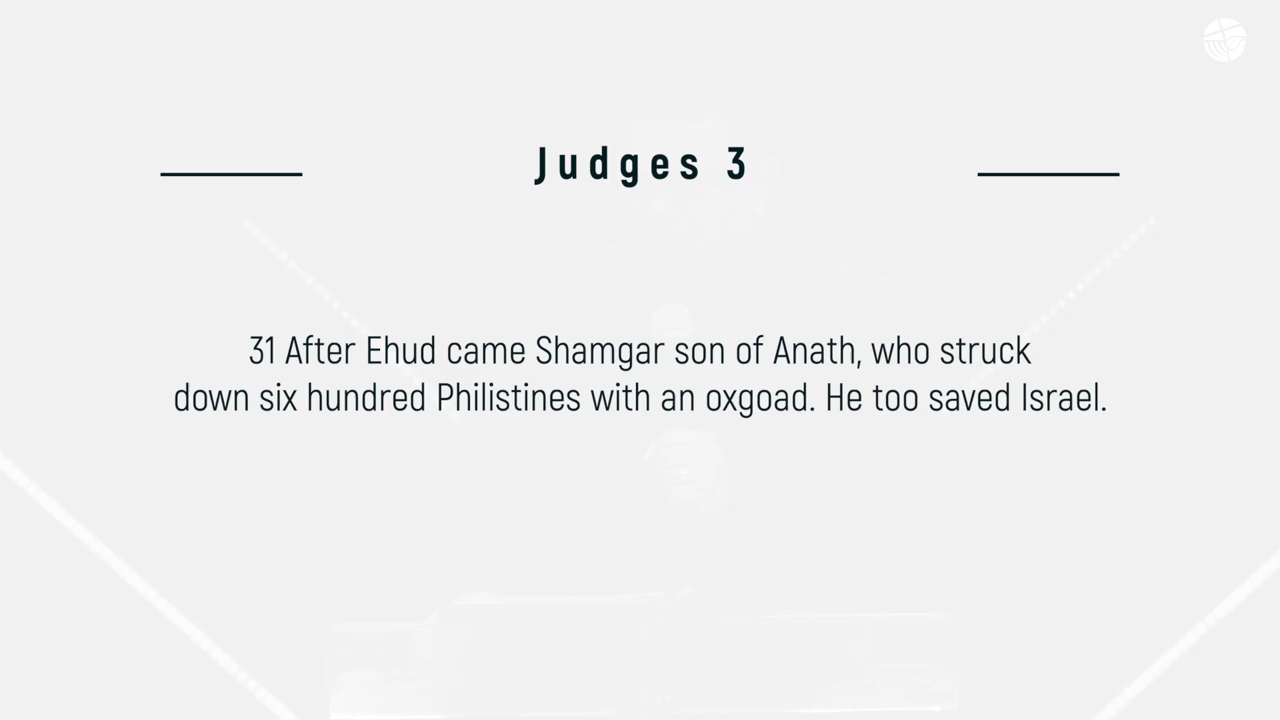 Judges 3
31 After Ehud came Shamgar son of Anath, who struck
down six hundred Philistines with an oxgoad. He too saved Israel.